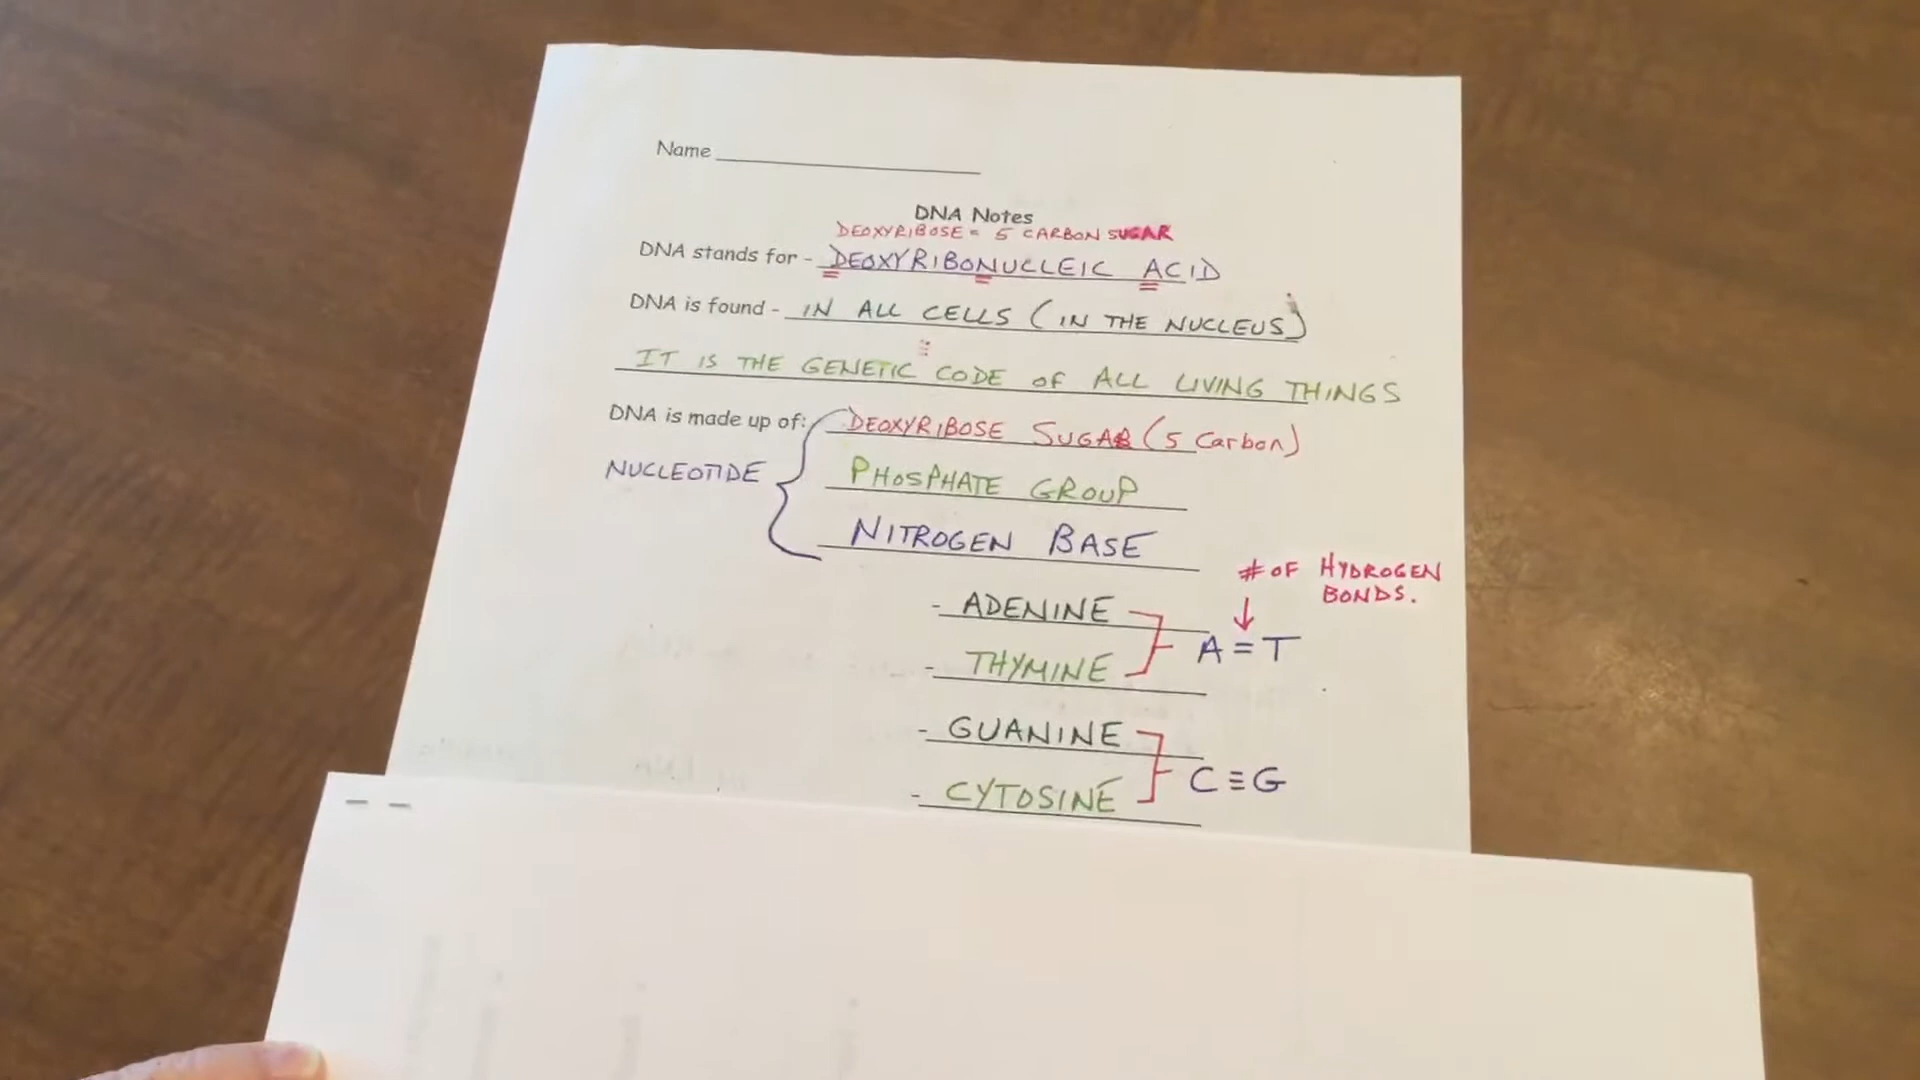 Name
DNA Notes
DEOXYRIBOSE = 5 CARBON SUGAR
DNA stands for - DEOXYRIBONUCLEIC ACID
DNA is found - IN ALL CELLS (IN THE NUCLEUS)
IT IS THE GENETIC CODE OF ALL LIVING THINGS
DNA is made up of: DEOXYRIBOSE SUGAR (5 Carbon)
NUCLEOTIDE
PHOSPHATE GROUP
NITROGEN BASE
# OF HYDROGEN
BONDS.
- ADENINE
A = T
- THYMINE
- GUANINE
C ≡ G
- CYTOSINE